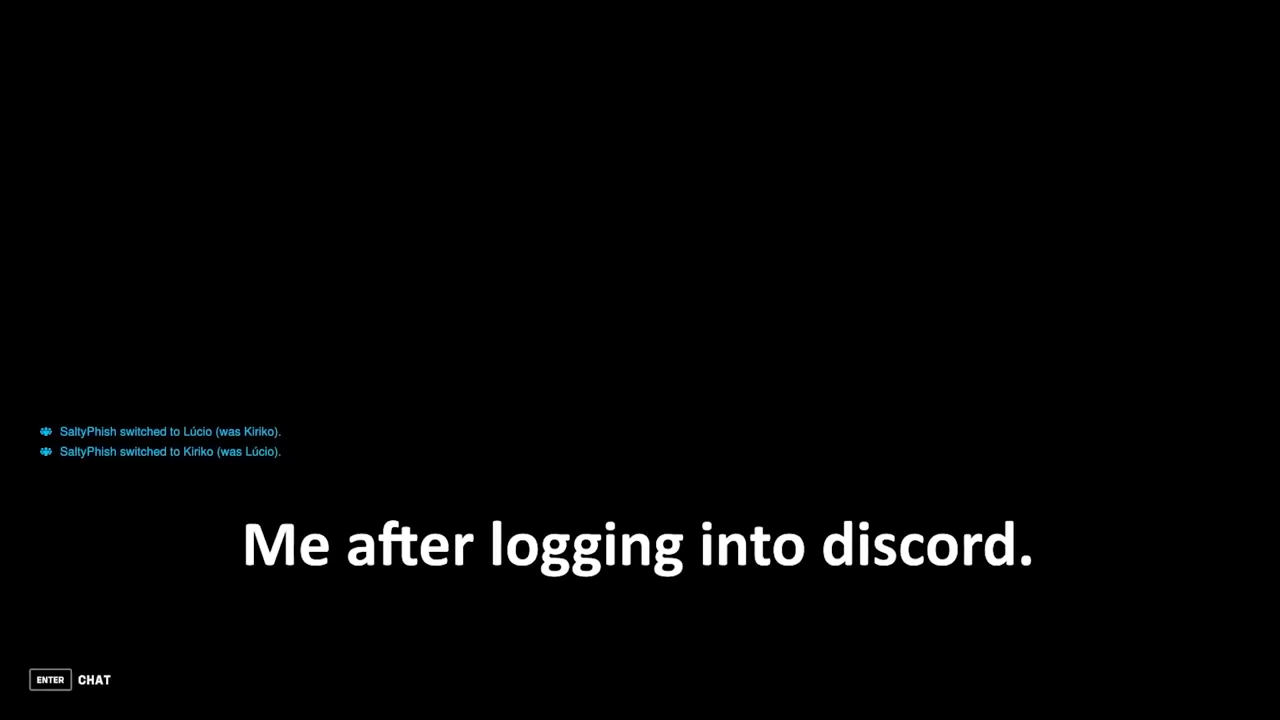 SaltyPhish switched to Lúcio (was Kiriko).
SaltyPhish switched to Kiriko (was Lúcio).
Me after logging into discord.
ENTER CHAT